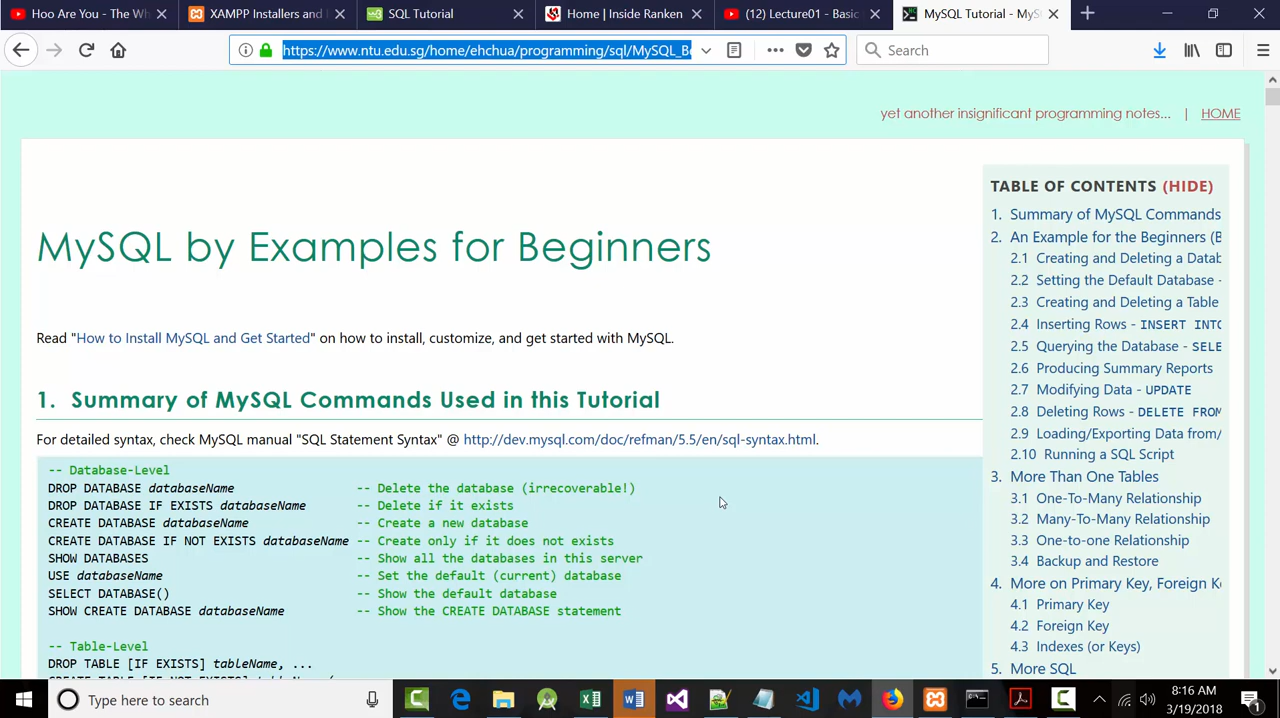 Hoo Are You - The Wh
XAMPP Installers and
SQL Tutorial
Home | Inside Ranken
(12) Lecture01 - Basic
MySQL Tutorial - MyS
https://www.ntu.edu.sg/home/ehchua/programming/sql/MySQL_Be
Search
yet another insignificant programming notes... | HOME
MySQL by Examples for Beginners
Read "How to Install MySQL and Get Started" on how to install, customize, and get started with MySQL.
1. Summary of MySQL Commands Used in this Tutorial
For detailed syntax, check MySQL manual "SQL Statement Syntax" @ http://dev.mysql.com/doc/refman/5.5/en/sql-syntax.html.
-- Database-Level
DROP DATABASE databaseName -- Delete the database (irrecoverable!)
DROP DATABASE IF EXISTS databaseName -- Delete if it exists
CREATE DATABASE databaseName -- Create a new database
CREATE DATABASE IF NOT EXISTS databaseName -- Create only if it does not exists
SHOW DATABASES -- Show all the databases in this server
USE databaseName -- Set the default (current) database
SELECT DATABASE() -- Show the default database
SHOW CREATE DATABASE databaseName -- Show the CREATE DATABASE statement
-- Table-Level
DROP TABLE [IF EXISTS] tableName, ...
TABLE OF CONTENTS (HIDE)
1. Summary of MySQL Commands
2. An Example for the Beginners (B
2.1 Creating and Deleting a Datab
2.2 Setting the Default Database -
2.3 Creating and Deleting a Table
2.4 Inserting Rows - INSERT INTO
2.5 Querying the Database - SELE
2.6 Producing Summary Reports
2.7 Modifying Data - UPDATE
2.8 Deleting Rows - DELETE FROM
2.9 Loading/Exporting Data from/
2.10 Running a SQL Script
3. More Than One Tables
3.1 One-To-Many Relationship
3.2 Many-To-Many Relationship
3.3 One-to-one Relationship
3.4 Backup and Restore
4. More on Primary Key, Foreign K
4.1 Primary Key
4.2 Foreign Key
4.3 Indexes (or Keys)
5. More SQL
Type here to search
8:16 AM
3/19/2018